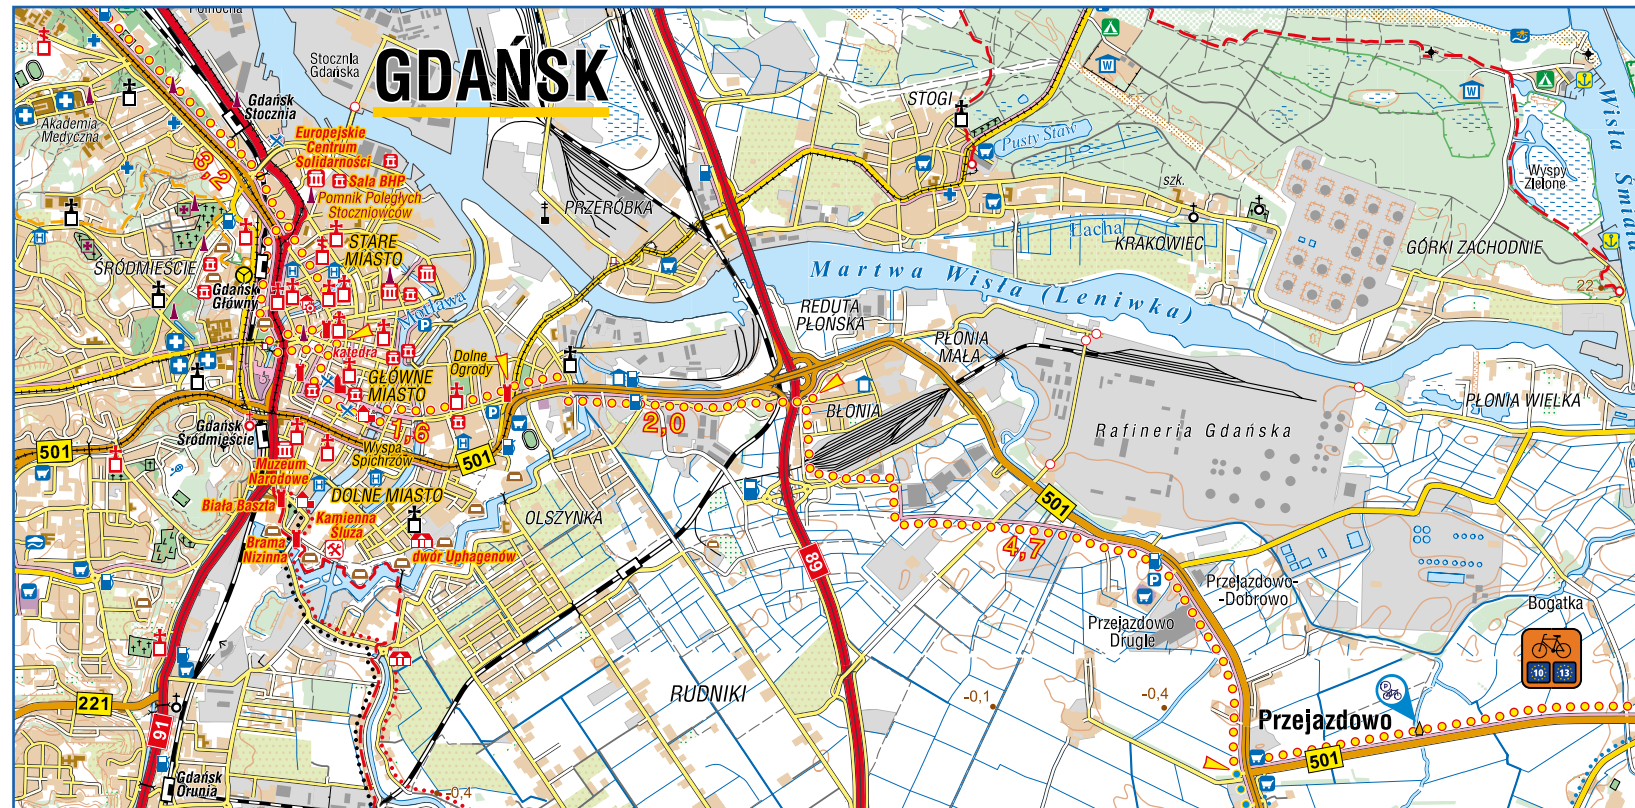 Północna
Stocznia
Gdańska
GDAŃSK
Gdańsk
Stocznia
Akademia
Medyczna
Europejskie
Centrum
Solidarności
3,2
Sala BHP
Pomnik Poległych
Stoczniowców
STOGI
Pusty Staw
szk.
Wyspy
Zielone
Wisła Śmiała
PRZERÓBKA
STARE
MIASTO
ŚRÓDMIEŚCIE
Gdańsk
Główny
Motława
Łacha
KRAKOWIEC
GÓRKI ZACHODNIE
22
Martwa Wisła (Leniwka)
REDUTA
PŁOŃSKA
PŁONIA
MAŁA
katedra
Dolne
Ogrody
GŁÓWNE
MIASTO
1,6
2,0
BŁONIA
PŁONIA WIELKA
Rafineria Gdańska
Gdańsk
Śródmieście
501
Wyspa
Spichrzów
501
Muzeum
Narodowe
DOLNE MIASTO
Biała Baszta
Kamienna
Śluza
Brama
Nizinna
dwór Uphagenów
OLSZYNKA
501
4,7
89
Przejazdowo-
-Dobrowo
Przejazdowo
Drugie
Bogatka
10
13
RUDNIKI
-0,1
-0,4
Przejazdowo
501
221
91
Gdańsk
Orunia
-0,4